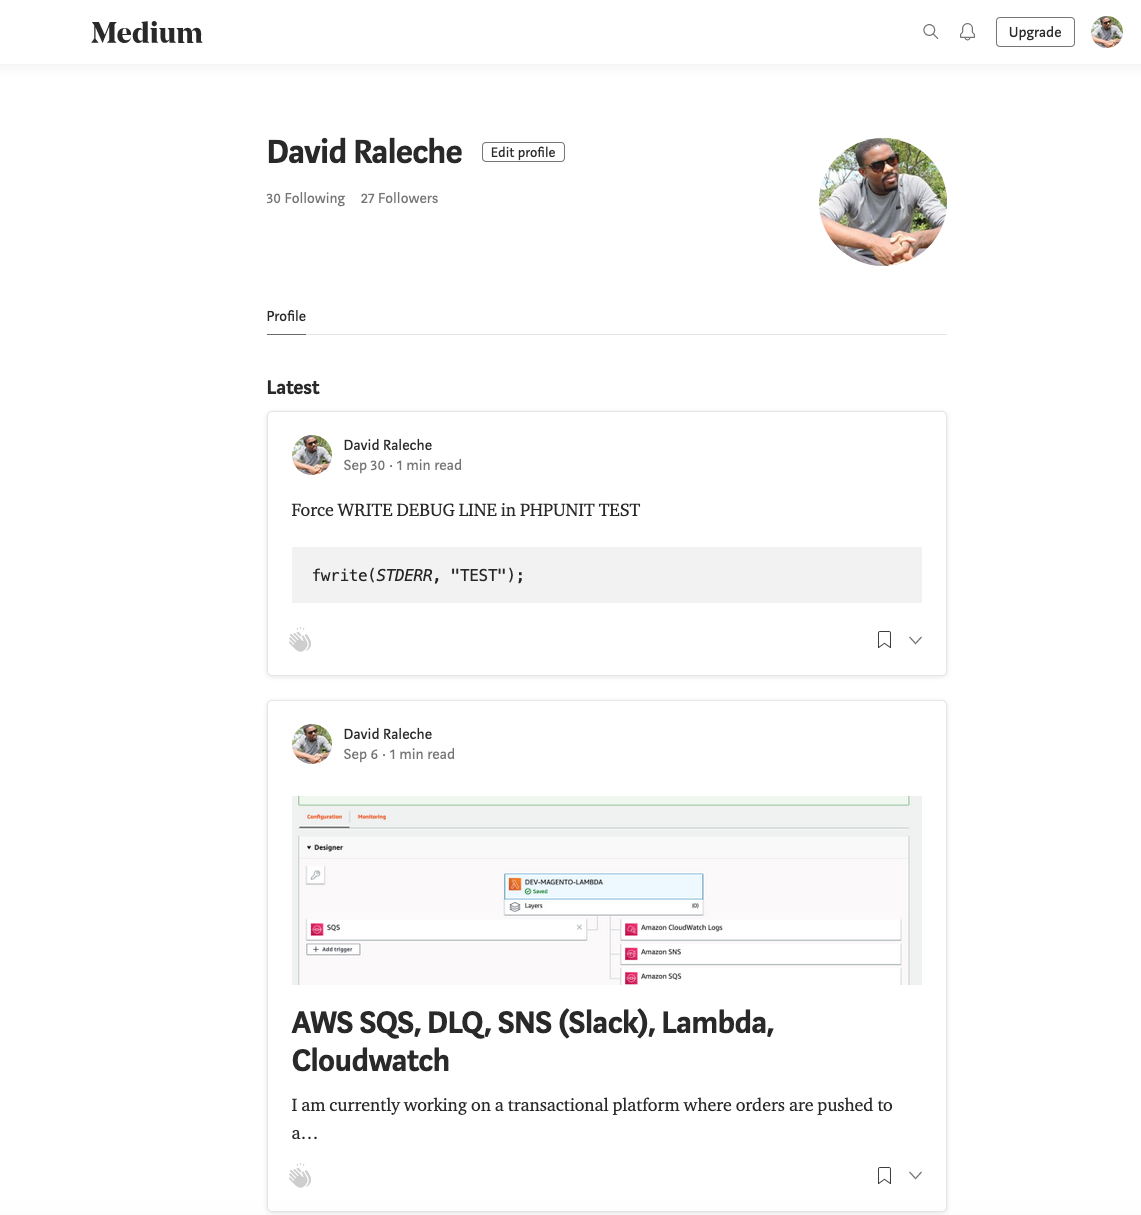 Medium
Upgrade
David Raleche Edit profile
30 Following 27 Followers
Profile
Latest
David Raleche
Sep 30 · 1 min read
Force WRITE DEBUG LINE in PHPUNIT TEST
fwrite(STDERR, "TEST");
David Raleche
Sep 6 · 1 min read
Configuration Monitoring
Designer
DEV-MAGENTO-LAMBDA
Saved
Layers (0)
SQS
+ Add trigger
Amazon CloudWatch Logs
Amazon SNS
Amazon SQS
AWS SQS, DLQ, SNS (Slack), Lambda,
Cloudwatch
I am currently working on a transactional platform where orders are pushed to
a…